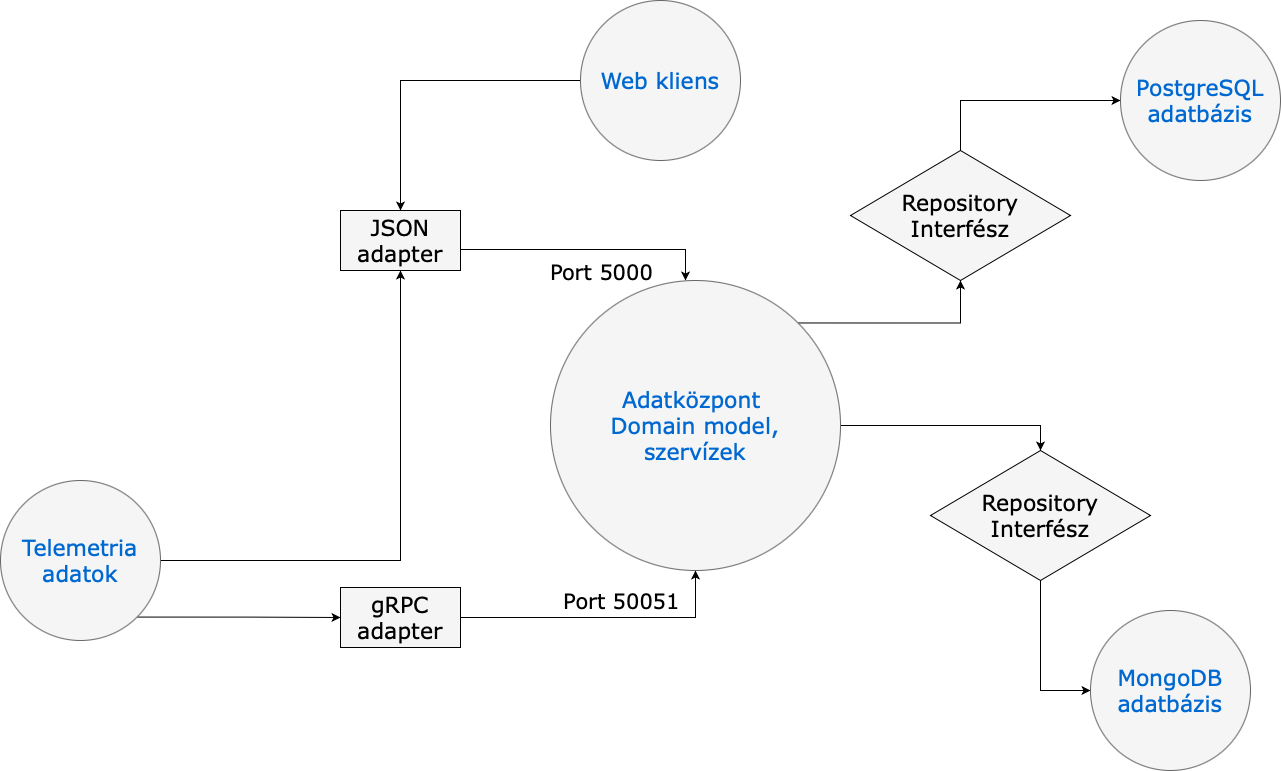 Web kliens
PostgreSQL
adatbázis
Repository
Interfész
JSON
adapter
Port 5000
Adatközpont
Domain model,
szervízek
Repository
Interfész
Telemetria
adatok
gRPC
adapter
Port 50051
MongoDB
adatbázis